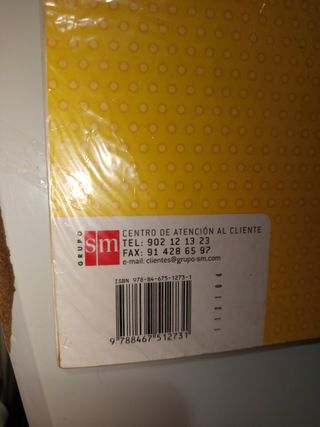 GRUPO
sm
CENTRO DE ATENCIÓN AL CLIENTE
TEL: 902 12 13 23
FAX: 91 428 65 97
e-mail: clientes@grupo-sm.com
ISBN 978-84-675-1273-1
9 788467 512731
118104